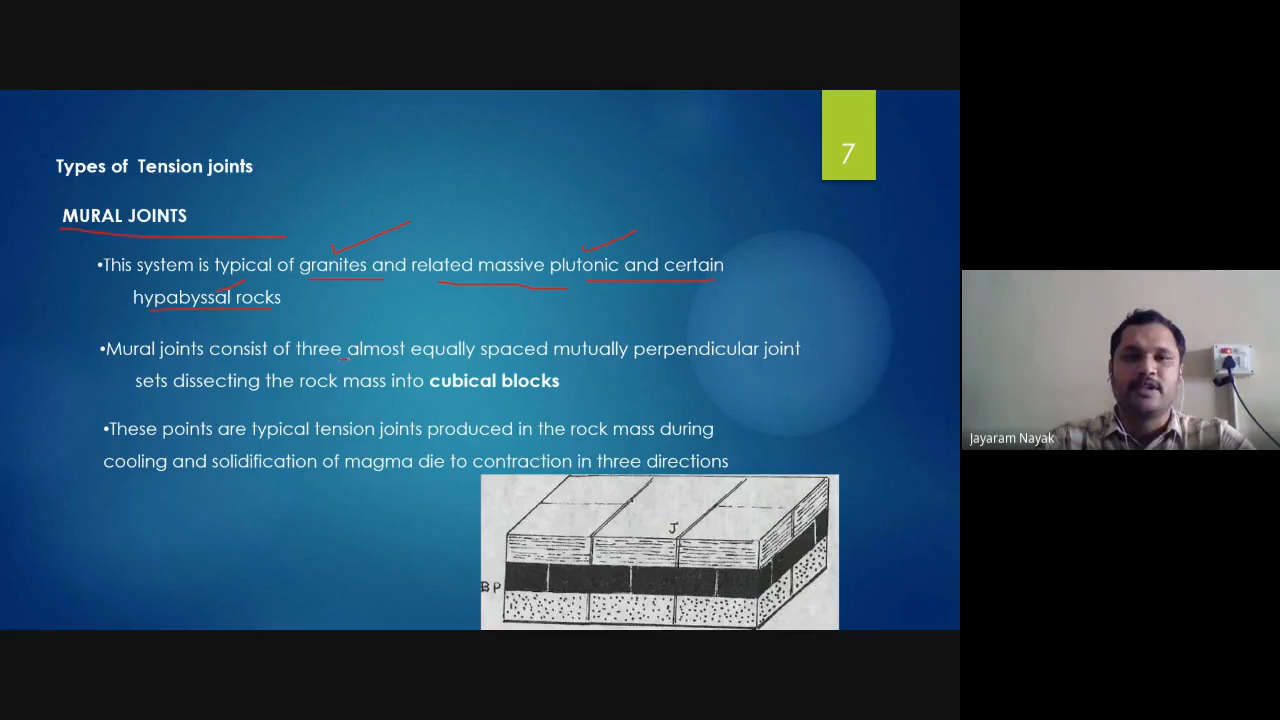 7
Types of Tension joints
MURAL JOINTS
•This system is typical of granites and related massive plutonic and certain
hypabyssal rocks
•Mural joints consist of three almost equally spaced mutually perpendicular joint
sets dissecting the rock mass into cubical blocks
•These points are typical tension joints produced in the rock mass during
cooling and solidification of magma die to contraction in three directions
J
BP
Jayaram Nayak